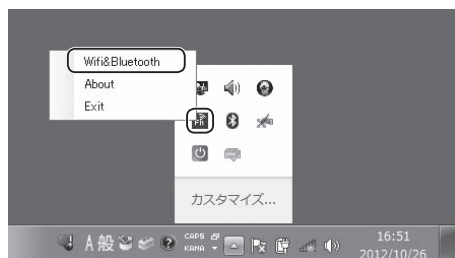 Wifi&Bluetooth
About
Exit
カスタマイズ...
A 般
CAPS
KANA
16:51
2012/10/26